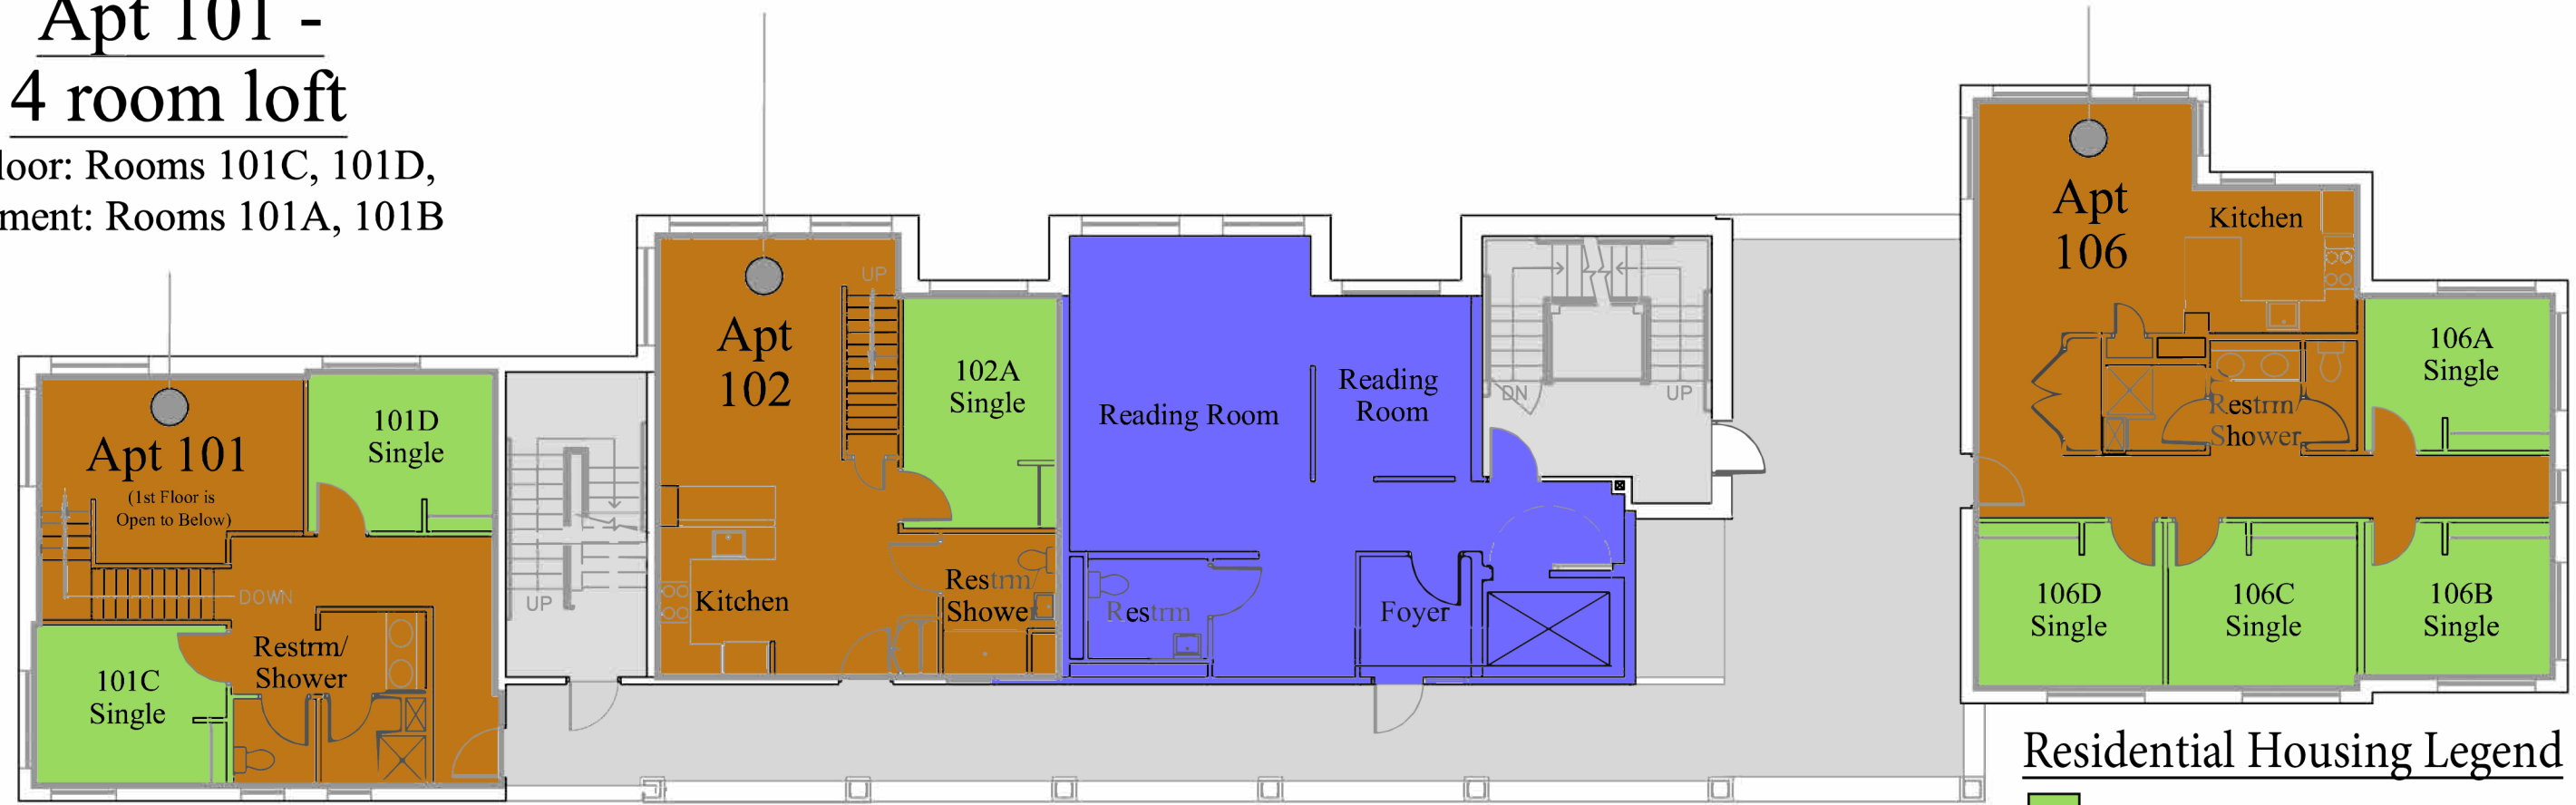 Apt 101 -
4 room loft
loor: Rooms 101C, 101D,
ment: Rooms 101A, 101B
Apt 101
(1st Floor is
Open to Below)
101D
Single
DOWN
101C
Single
Restrm/
Shower
UP
Apt
102
UP
102A
Single
Kitchen
Restrm/
Shower
Reading Room
Reading
Room
Restrm
Foyer
DN
UP
Apt
106
Kitchen
Restrm/
Shower
106A
Single
106D
Single
106C
Single
106B
Single
Residential Housing Legend